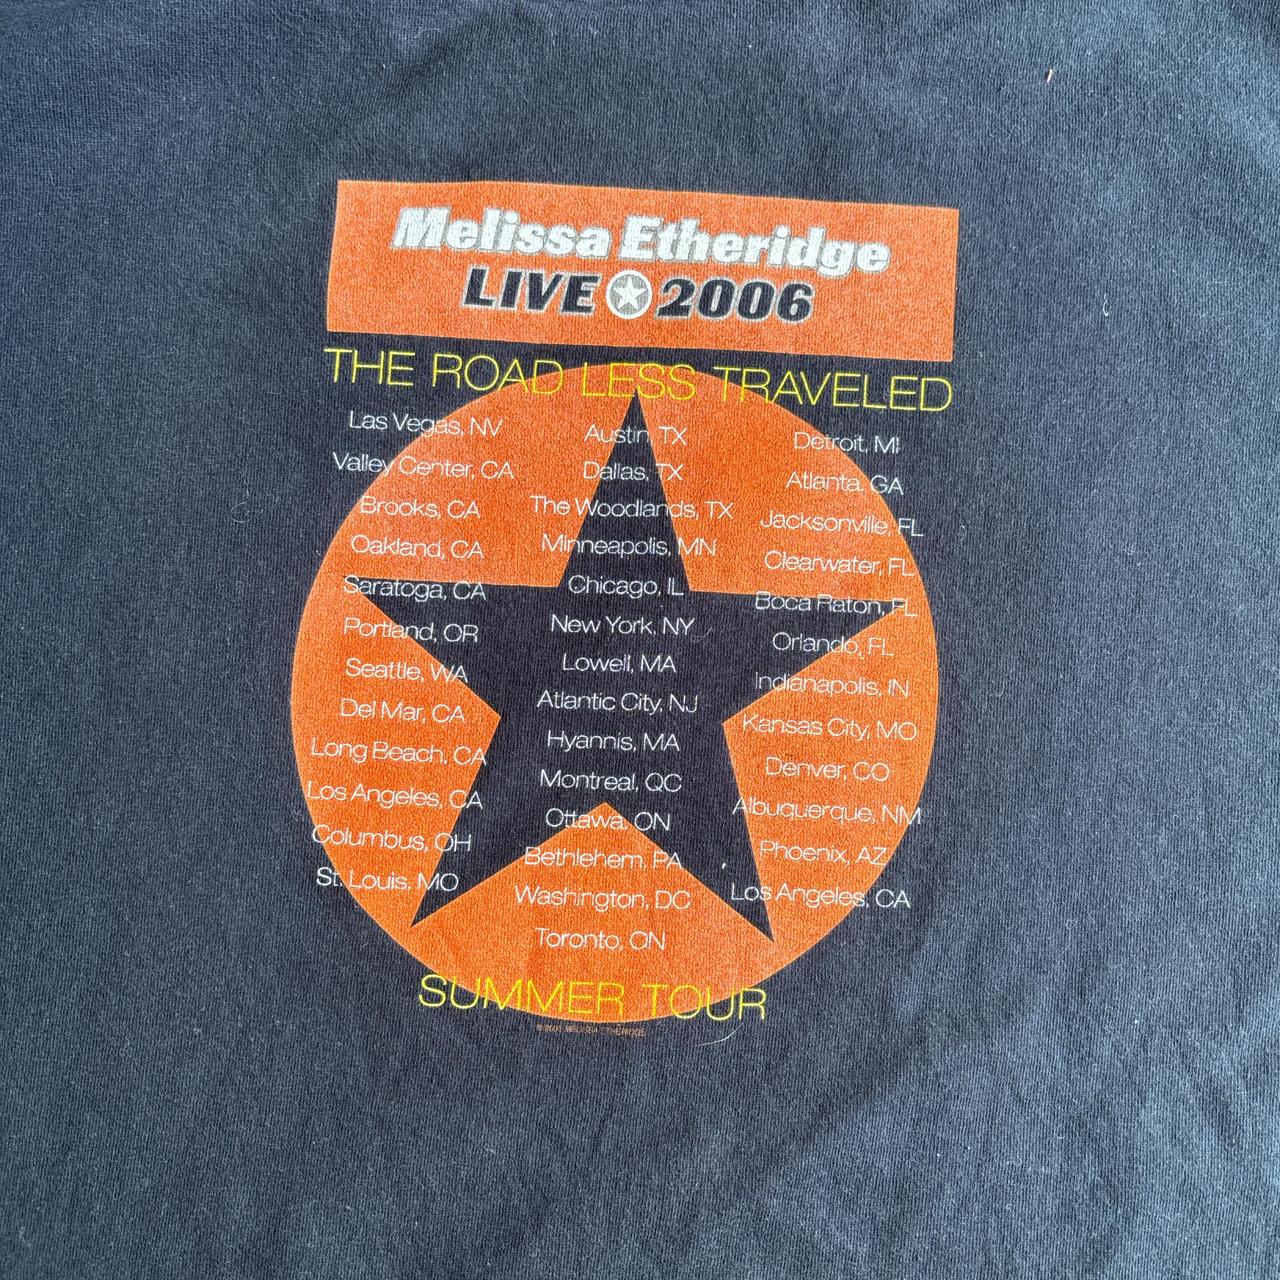 Melissa Etheridge
LIVE 2006
THE ROAD LESS TRAVELED
Las Vegas, NV
Valley Center, CA
Brooks, CA
Oakland, CA
Saratoga, CA
Portland, OR
Seattle, WA
Del Mar, CA
Long Beach, CA
Los Angeles, CA
Columbus, OH
St. Louis, MO
Austin, TX
Dallas, TX
The Woodlands, TX
Minneapolis, MN
Chicago, IL
New York, NY
Lowell, MA
Atlantic City, NJ
Hyannis, MA
Montreal, QC
Ottawa, ON
Bethlehem, PA
Washington, DC
Toronto, ON
Detroit, MI
Atlanta, GA
Jacksonville, FL
Clearwater, FL
Boca Raton, FL
Orlando, FL
Indianapolis, IN
Kansas City, MO
Denver, CO
Albuquerque, NM
Phoenix, AZ
Los Angeles, CA
SUMMER TOUR
© 2006 MELISSA ETHERIDGE